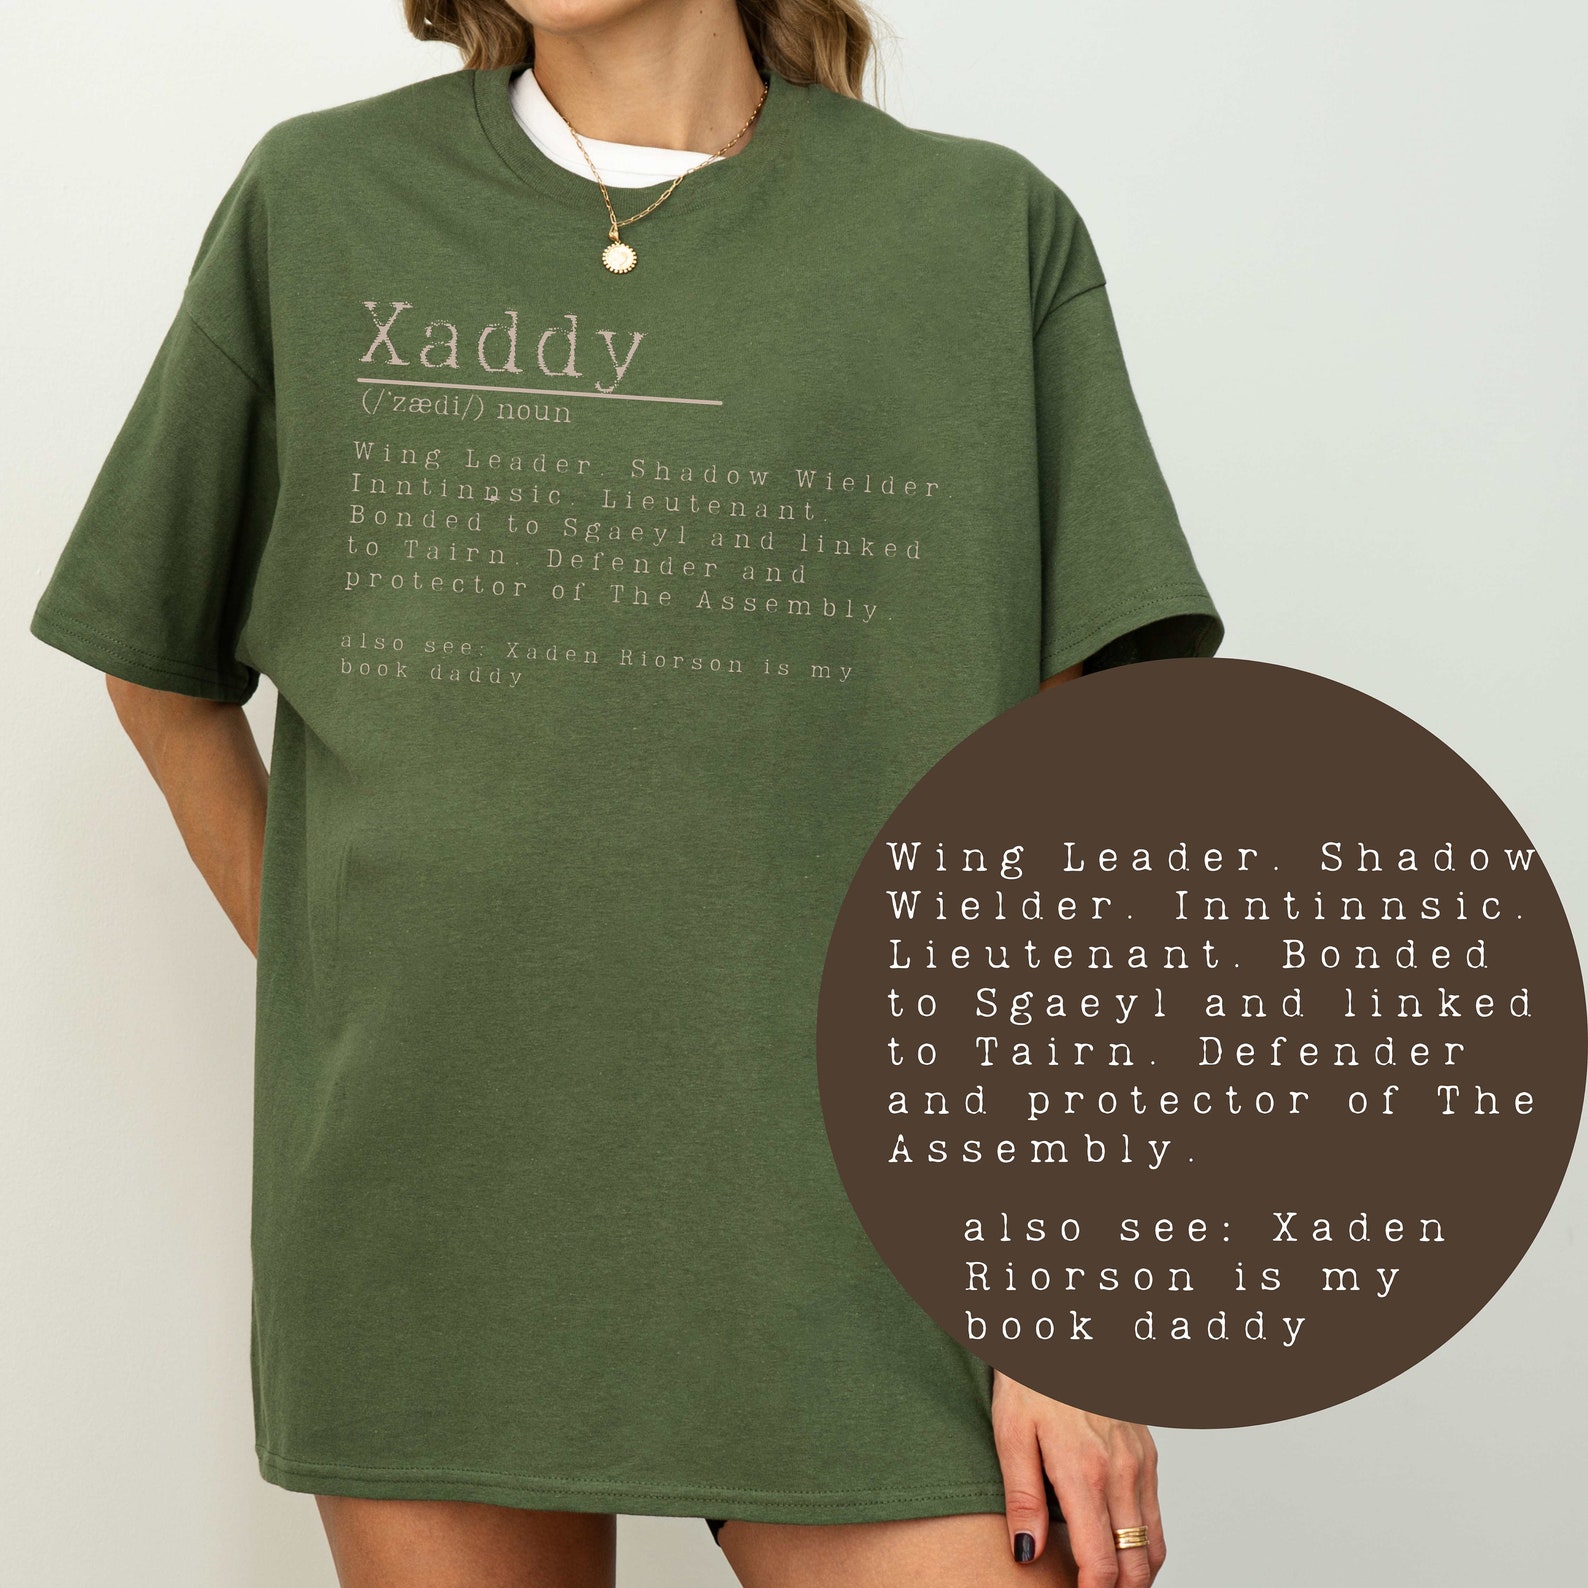 Xaddy
(/ˈzædi/) noun
Wing Leader. Shadow Wielder.
Inntinnsic. Lieutenant.
Bonded to Sgaeyl and linked
to Tairn. Defender and
protector of The Assembly.
also see: Xaden Riorson is my
book daddy
Wing Leader. Shadow
Wielder. Inntinnsic.
Lieutenant. Bonded
to Sgaeyl and linked
to Tairn. Defender
and protector of The
Assembly.
also see: Xaden
Riorson is my
book daddy